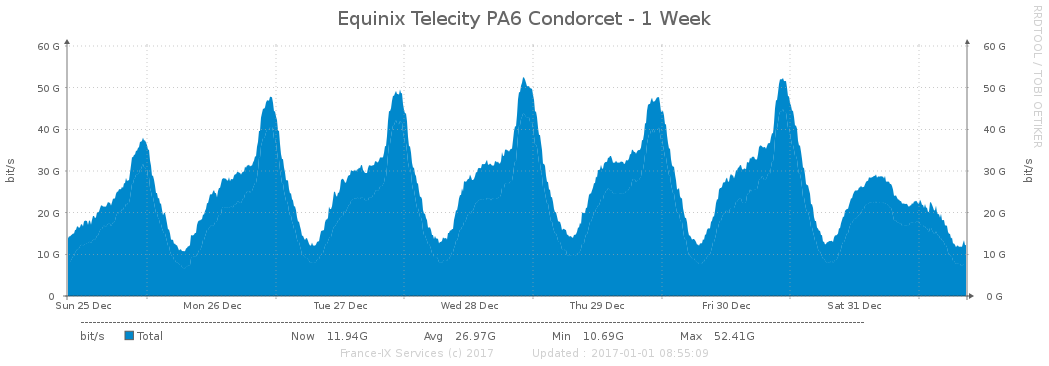 Equinix Telecity PA6 Condorcet - 1 Week
RRDTOOL / TOBI OETIKER
60 G 60 G
50 G 50 G
40 G 40 G
30 G 30 G
20 G 20 G
10 G 10 G
0 0 G
bit/s bit/s
Sun 25 Dec Mon 26 Dec Tue 27 Dec Wed 28 Dec Thu 29 Dec Fri 30 Dec Sat 31 Dec
bit/s Total Now 11.94G Avg 26.97G Min 10.69G Max 52.41G
France-IX Services (c) 2017 Updated : 2017-01-01 08:55:09